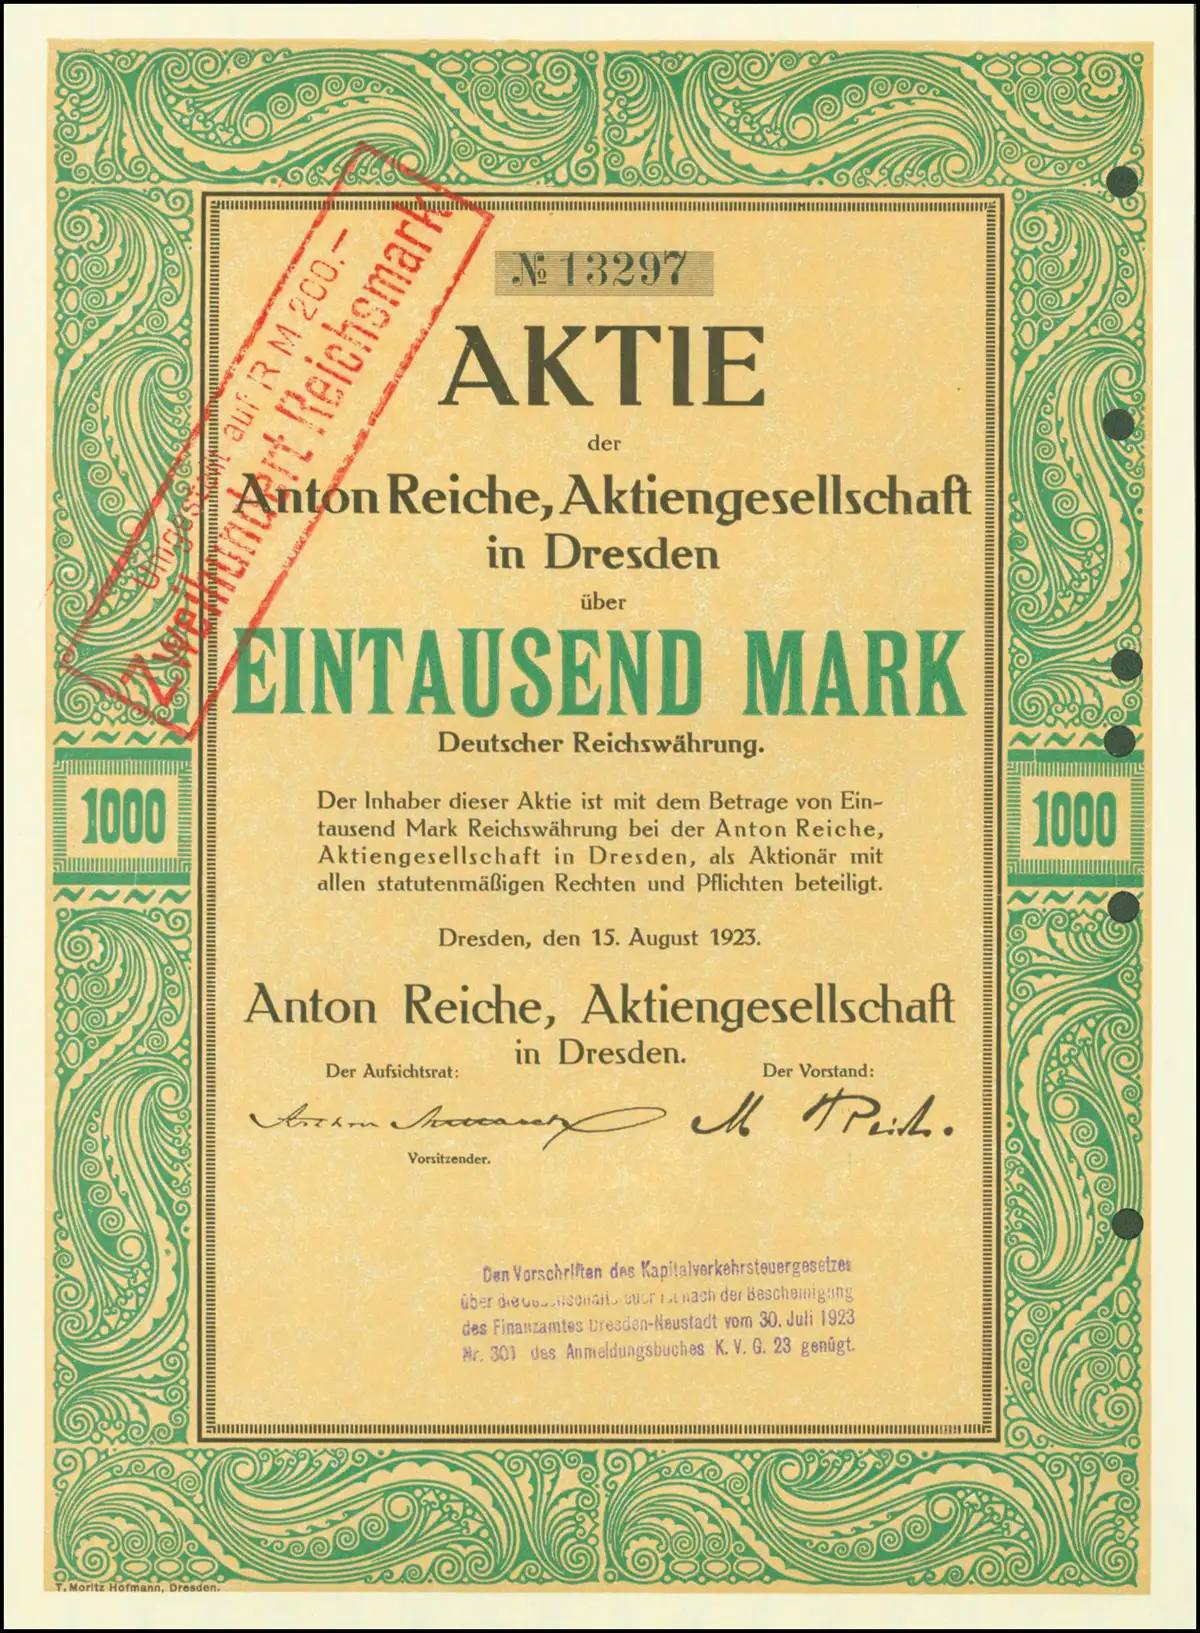 № 13297
Umgestellt auf RM 200.–
Zweihundert Reichsmark
AKTIE
der
Anton Reiche, Aktiengesellschaft
in Dresden
über
EINTAUSEND MARK
Deutscher Reichswährung.
1000
1000
Der Inhaber dieser Aktie ist mit dem Betrage von Ein-
tausend Mark Reichswährung bei der Anton Reiche,
Aktiengesellschaft in Dresden, als Aktionär mit
allen statutenmäßigen Rechten und Pflichten beteiligt.
Dresden, den 15. August 1923.
Anton Reiche, Aktiengesellschaft
in Dresden.
Der Aufsichtsrat:
Der Vorstand:
Vorsitzender.
Den Vorschriften des Kapitalverkehrsteuergesetzes
über die nach der Bescheinigung
des Finanzamtes Dresden-Neustadt vom 30. Juli 1923
Nr. 301 des Anmeldungsbuches K. V. G. 23 genügt.
T. Moritz Hofmann, Dresden.